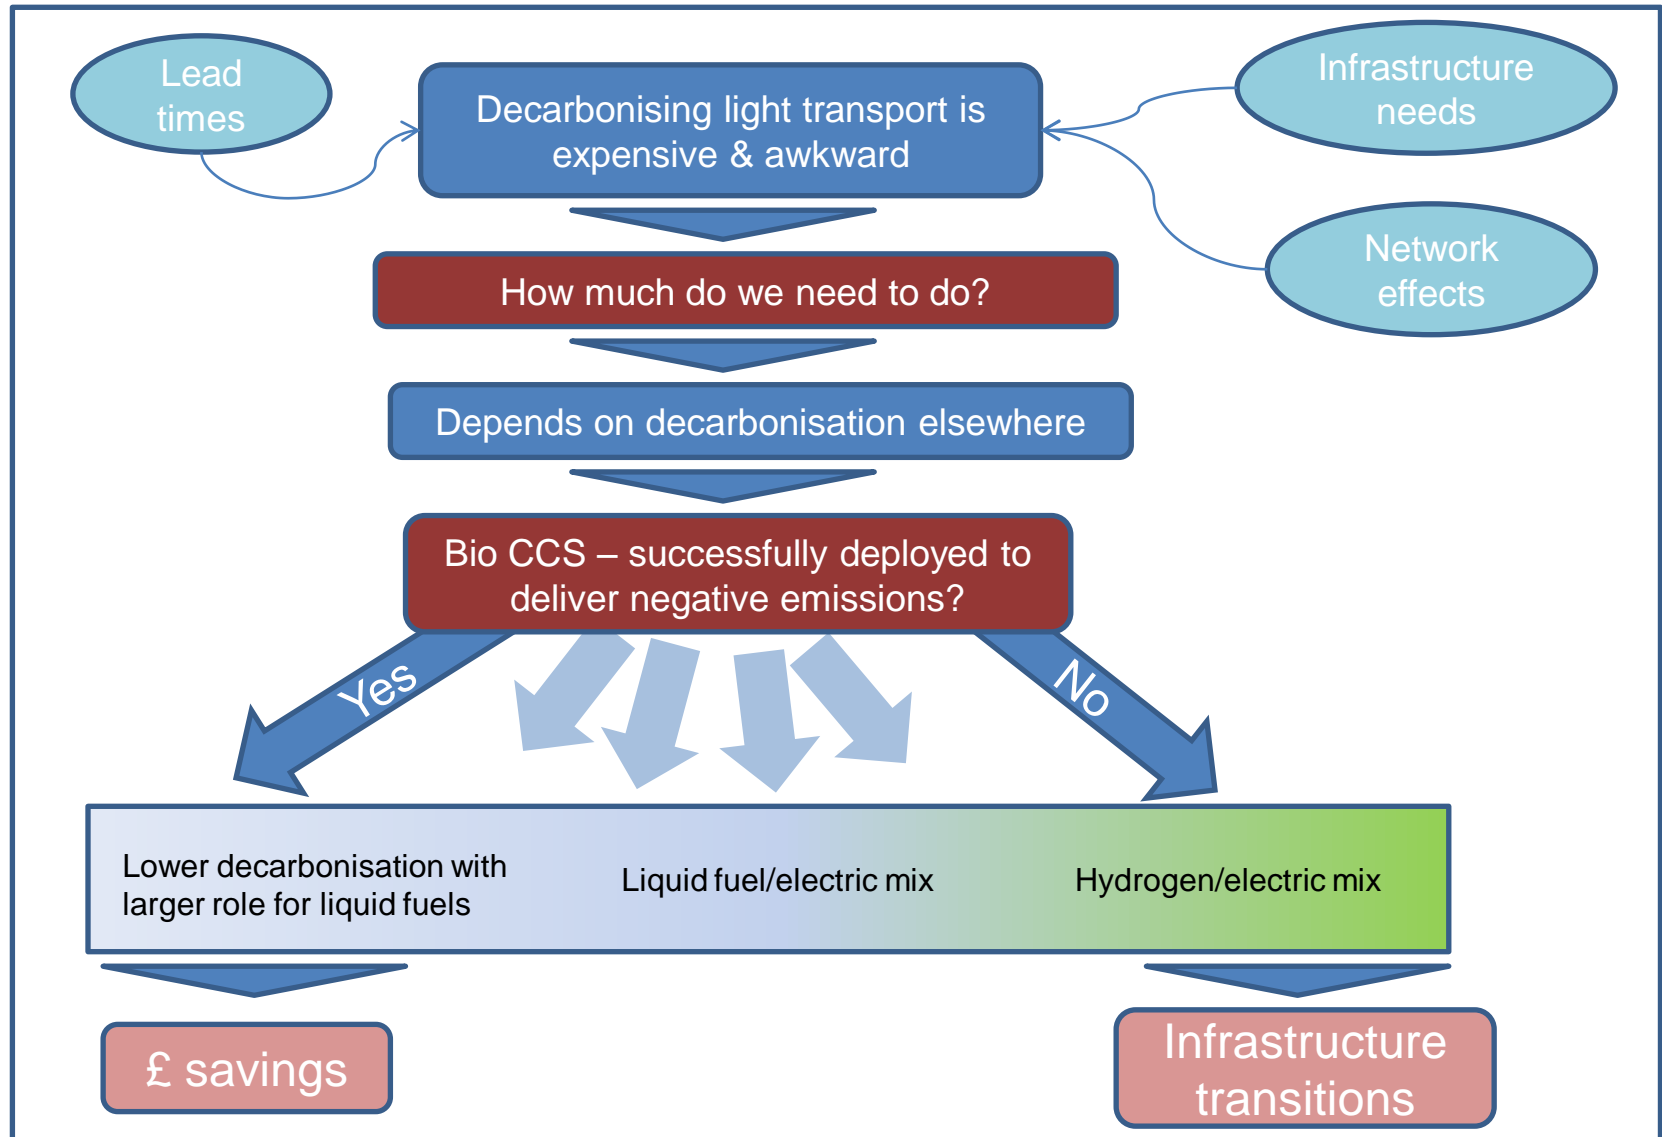 Lead
times
Decarbonising light transport is
expensive & awkward
Infrastructure
needs
Network
effects
How much do we need to do?
Depends on decarbonisation elsewhere
Bio CCS – successfully deployed to
deliver negative emissions?
Yes
No
Lower decarbonisation with
larger role for liquid fuels
Liquid fuel/electric mix
Hydrogen/electric mix
£ savings
Infrastructure
transitions